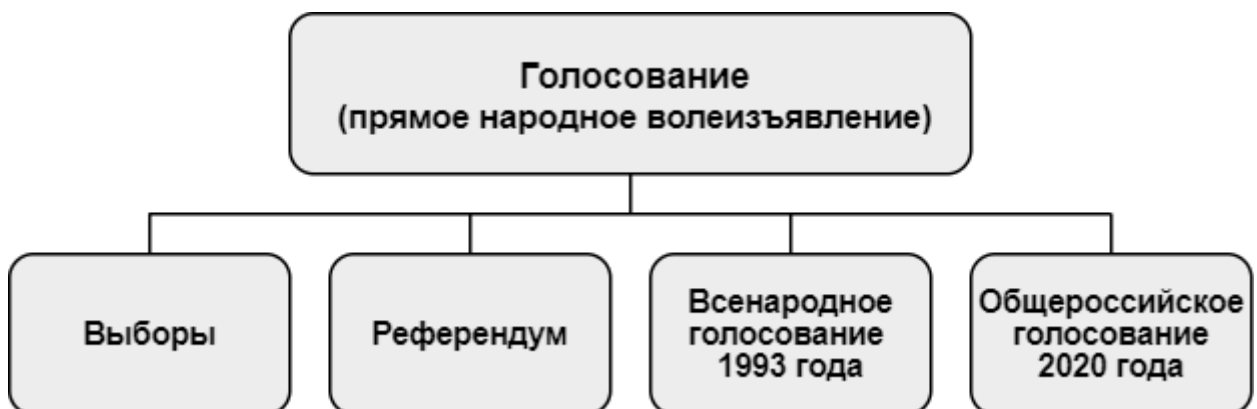 Голосование
(прямое народное волеизъявление)
Выборы
Референдум
Всенародное
голосование
1993 года
Общероссийское
голосование
2020 года